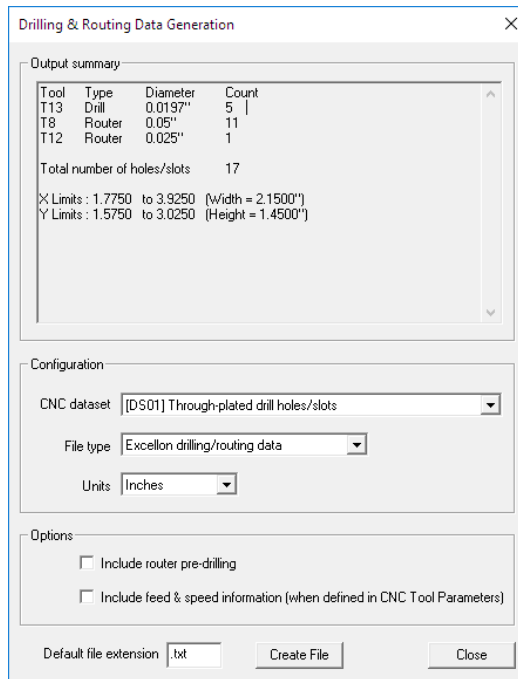 Drilling & Routing Data Generation
Output summary
Tool Type Diameter Count
T13 Drill 0.0197" 5
T8 Router 0.05" 11
T12 Router 0.025" 1
Total number of holes/slots 17
X Limits : 1.7750 to 3.9250 (Width = 2.1500")
Y Limits : 1.5750 to 3.0250 (Height = 1.4500")
Configuration
CNC dataset [DS01] Through-plated drill holes/slots
File type Excellon drilling/routing data
Units Inches
Options
Include router pre-drilling
Include feed & speed information (when defined in CNC Tool Parameters)
Default file extension .txt Create File Close